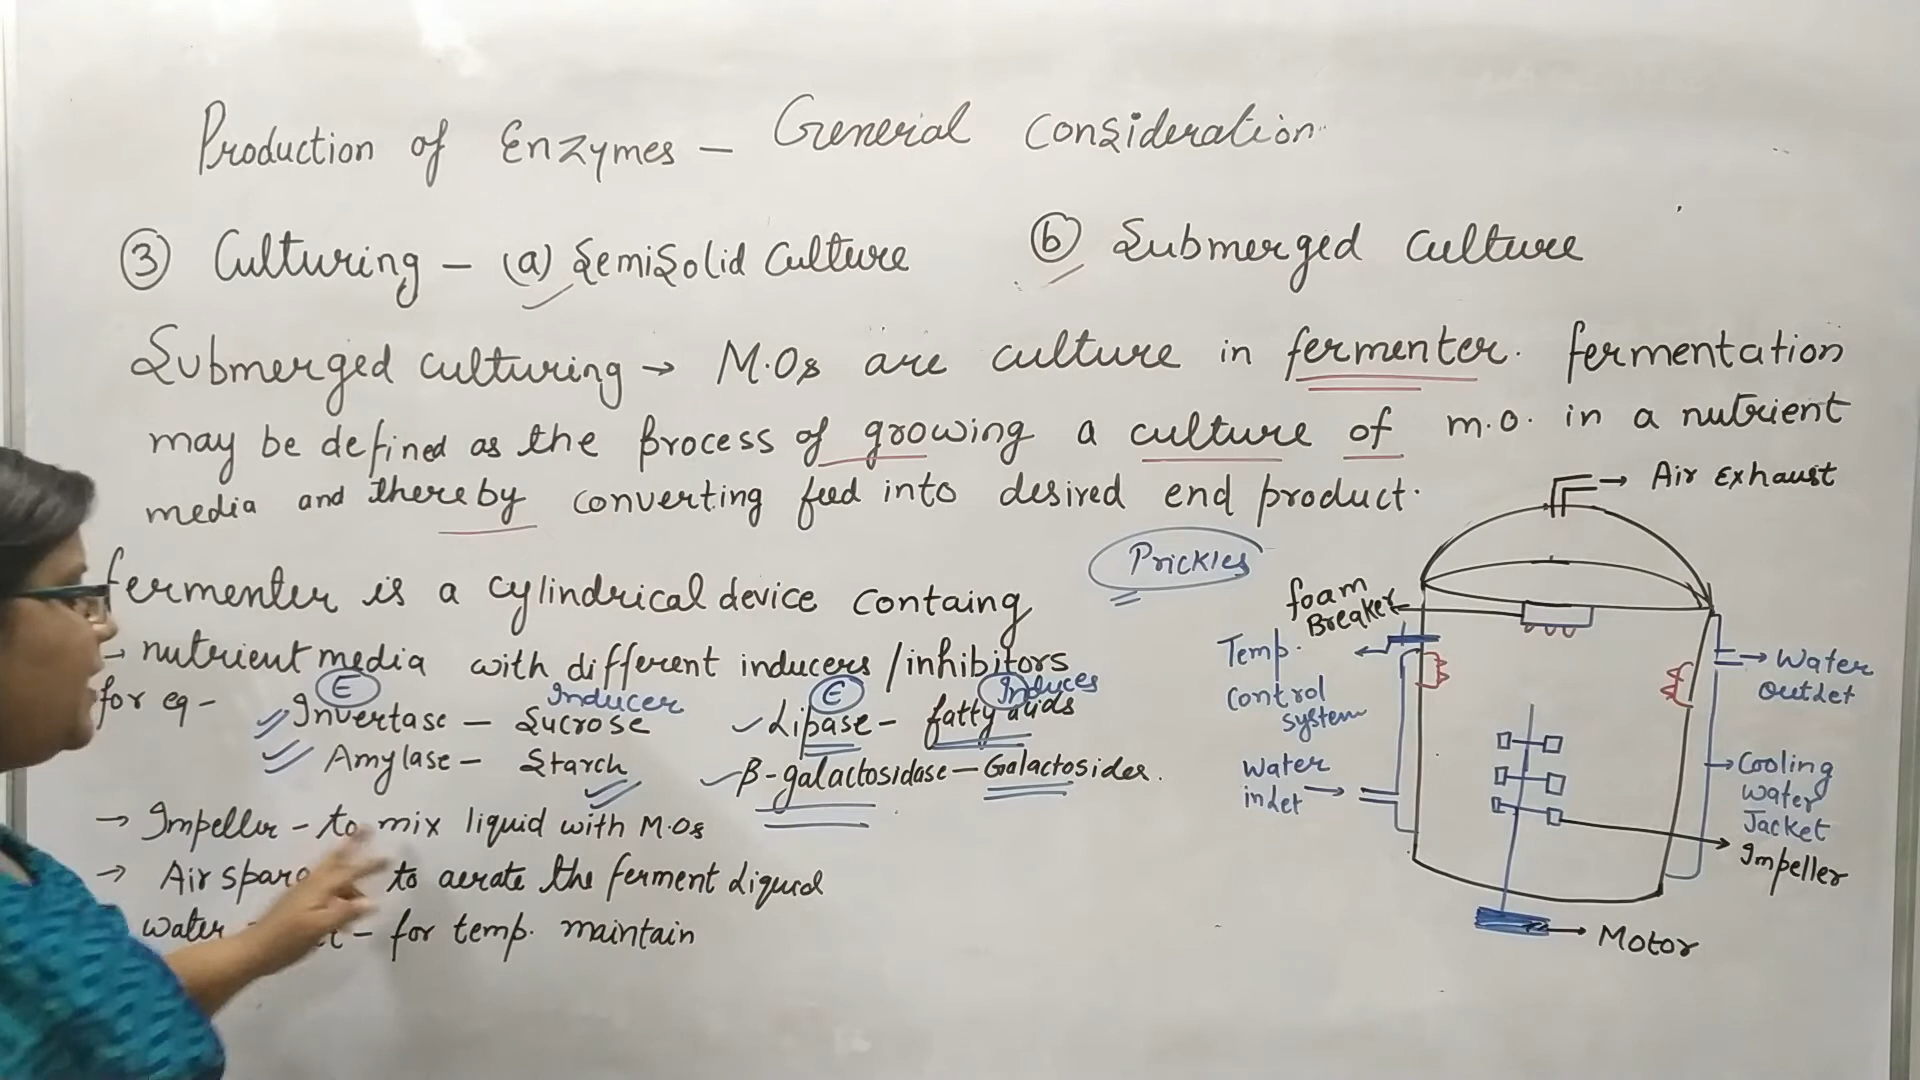 Production of Enzymes - General Consideration
③ Culturing - (a) Semisolid Culture
ⓑ Submerged Culture
Submerged culturing → M.Os are culture in fermenter. fermentation
may be defined as the process of growing a culture of m.o. in a nutrient
media and thereby converting feed into desired end product.
fermenter is a cylindrical device Containg
→ nutrient media with different inducers / inhibitors
for eg - Invertase - Sucrose
E
Inducer
Lipase - fatty acids
E
Induces
Amylase - Starch
β-galactosidase - Galactosides.
→ Impeller - to mix liquid with M.Os
→ Air to aerate the ferment liquid
water - for temp. maintain
Prickles
→ Air Exhaust
foam
Breaker
Temp.
Control
System
Water
inlet →
→ Water
Outlet
→ Cooling
Water
Jacket
Impeller
→ Motor